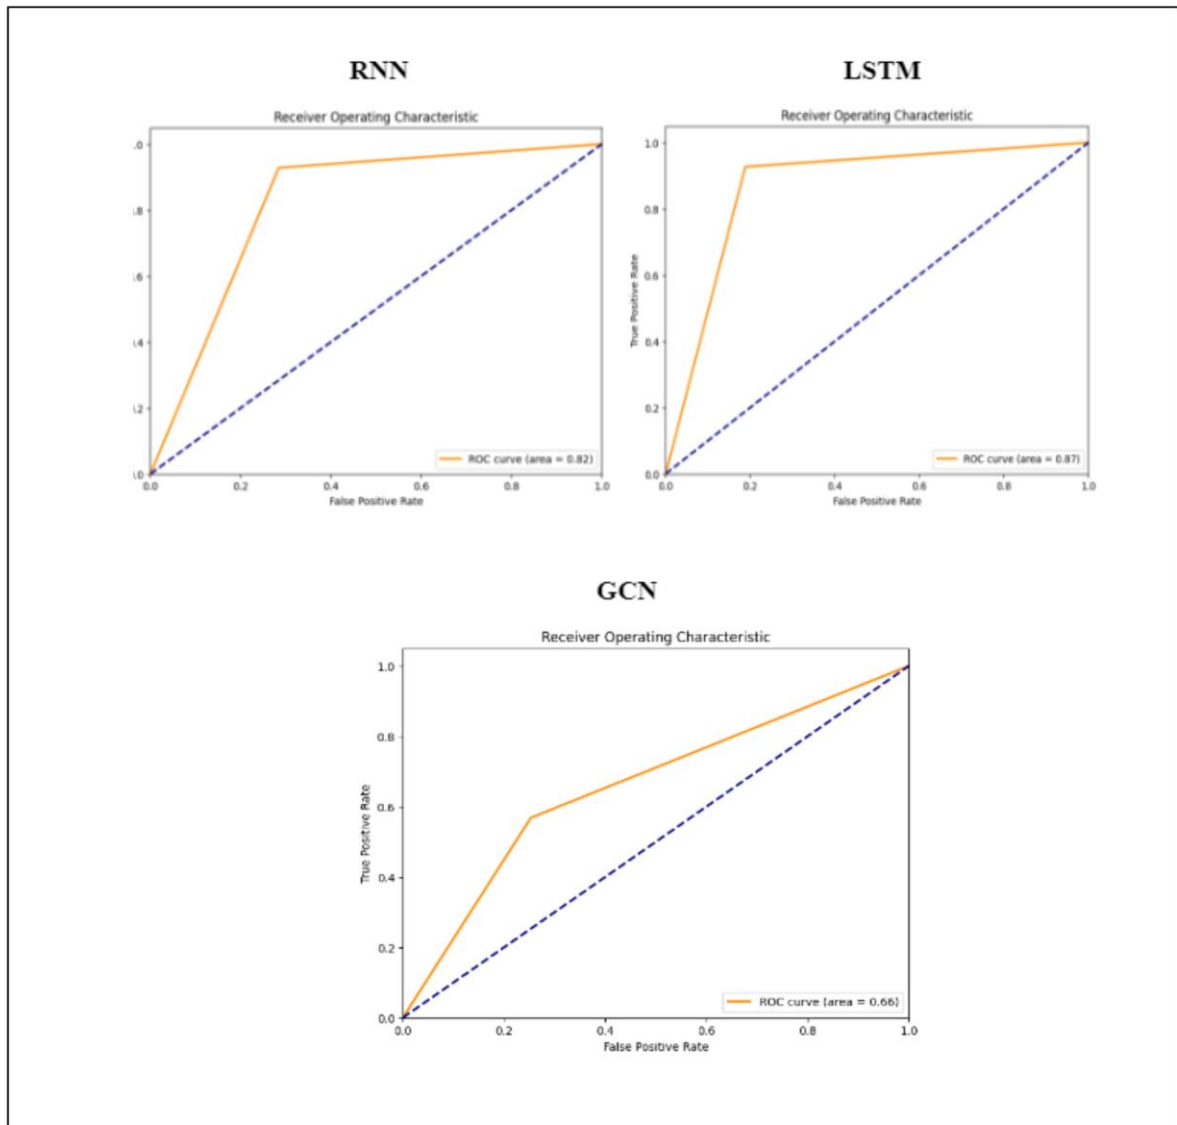 RNN
Receiver Operating Characteristic
.0
.8
.6
.4
.2
.0
0.0 0.2 0.4 0.6 0.8 1.0
False Positive Rate
ROC curve (area = 0.82)
LSTM
Receiver Operating Characteristic
True Positive Rate
1.0
0.8
0.6
0.4
0.2
0.0
0.0 0.2 0.4 0.6 0.8 1.0
False Positive Rate
ROC curve (area = 0.87)
GCN
Receiver Operating Characteristic
True Positive Rate
1.0
0.8
0.6
0.4
0.2
0.0
0.0 0.2 0.4 0.6 0.8 1.0
False Positive Rate
ROC curve (area = 0.66)